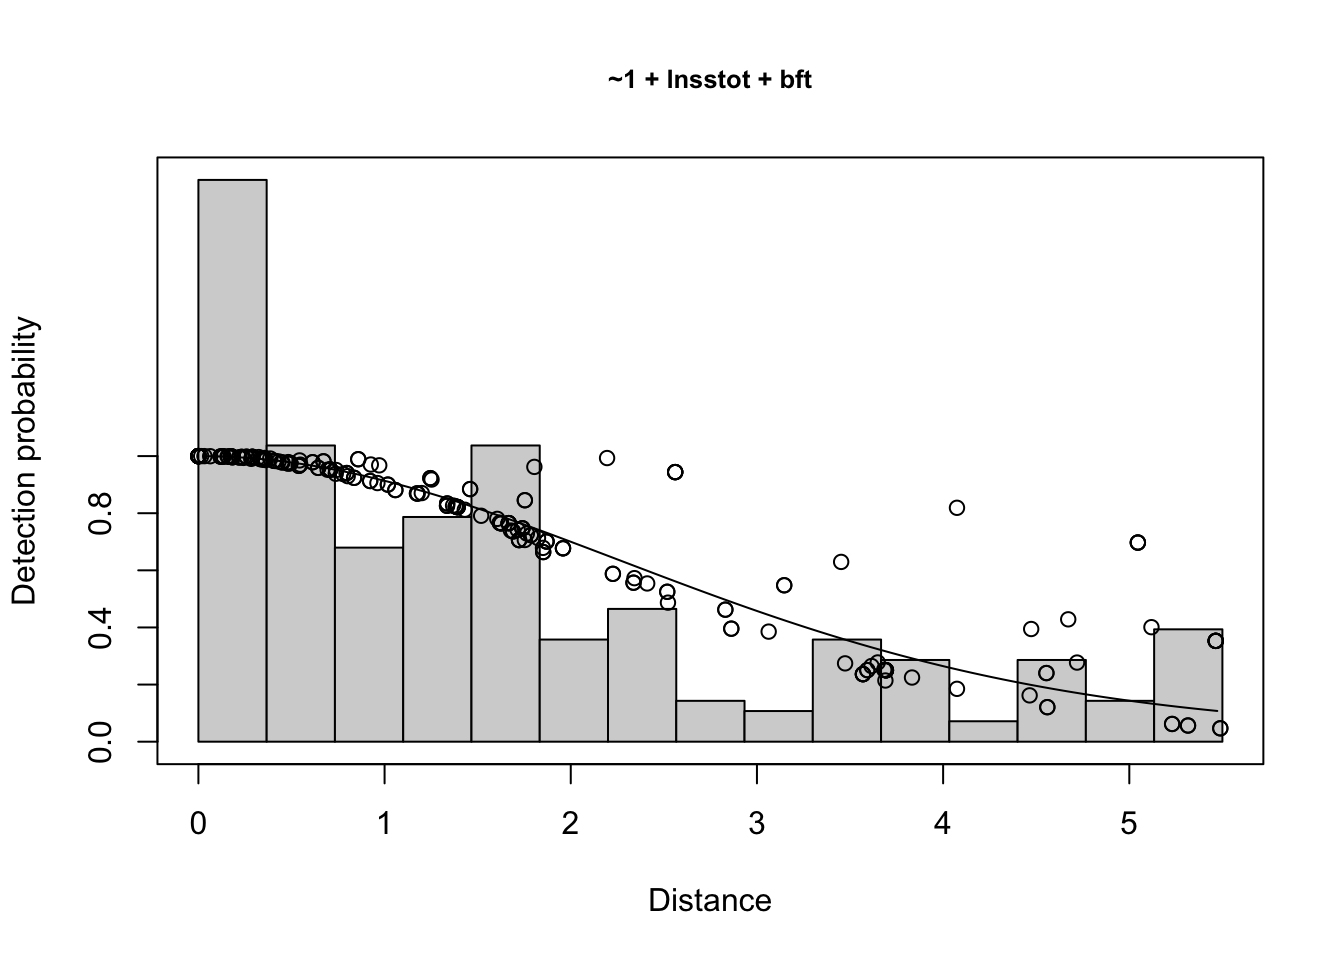 ~1 + lnsstot + bft
Detection probability
0.8
0.4
0.0
0 1 2 3 4 5
Distance